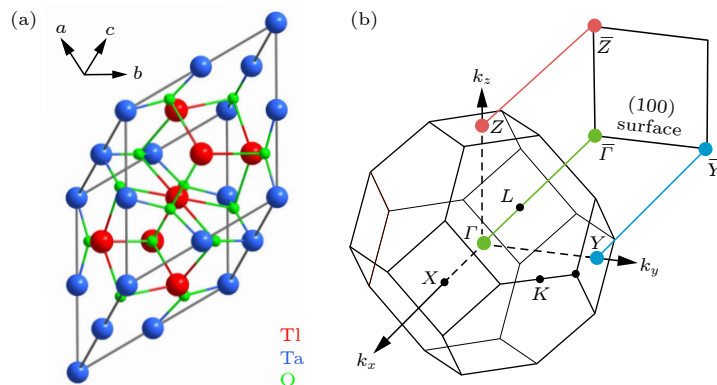 (a)
a
c
b
Tl
Ta
O
(b)
k_z
Z
Z̅
(100)
surface
Γ̅
Y̅
L
Γ
Y
k_y
X
K
k_x